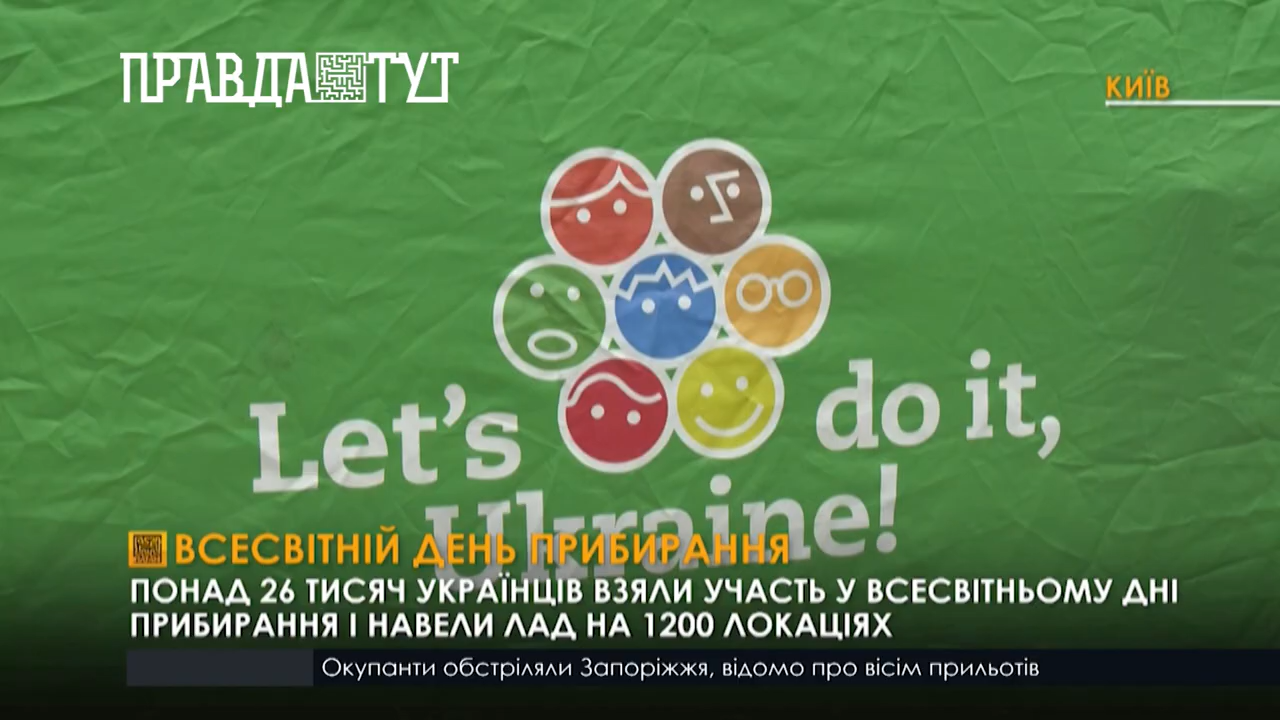 ПРАВДА ТУТ
КИЇВ
Let's do it,
Ukraine!
ВСЕСВІТНІЙ ДЕНЬ ПРИБИРАННЯ
ПОНАД 26 ТИСЯЧ УКРАЇНЦІВ ВЗЯЛИ УЧАСТЬ У ВСЕСВІТНЬОМУ ДНІ
ПРИБИРАННЯ І НАВЕЛИ ЛАД НА 1200 ЛОКАЦІЯХ
Окупанти обстріляли Запоріжжя, відомо про вісім прильотів